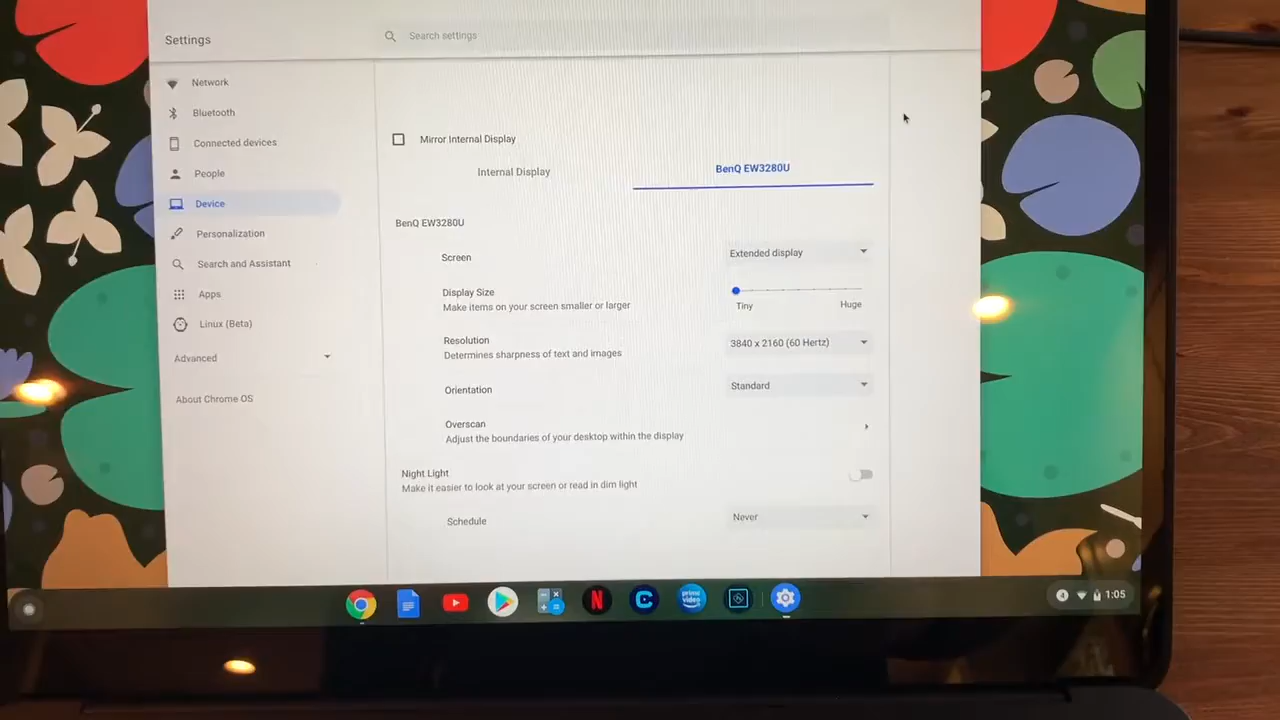 Settings
Search settings
Network
Bluetooth
Connected devices
People
Device
Personalization
Search and Assistant
Apps
Linux (Beta)
Advanced
About Chrome OS
Mirror Internal Display
Internal Display
BenQ EW3280U
BenQ EW3280U
Screen
Extended display
Display Size
Make items on your screen smaller or larger
Tiny
Huge
Resolution
Determines sharpness of text and images
3840 x 2160 (60 Hertz)
Orientation
Standard
Overscan
Adjust the boundaries of your desktop within the display
Night Light
Make it easier to look at your screen or read in dim light
Schedule
Never
N
C
prime video
4
1:05